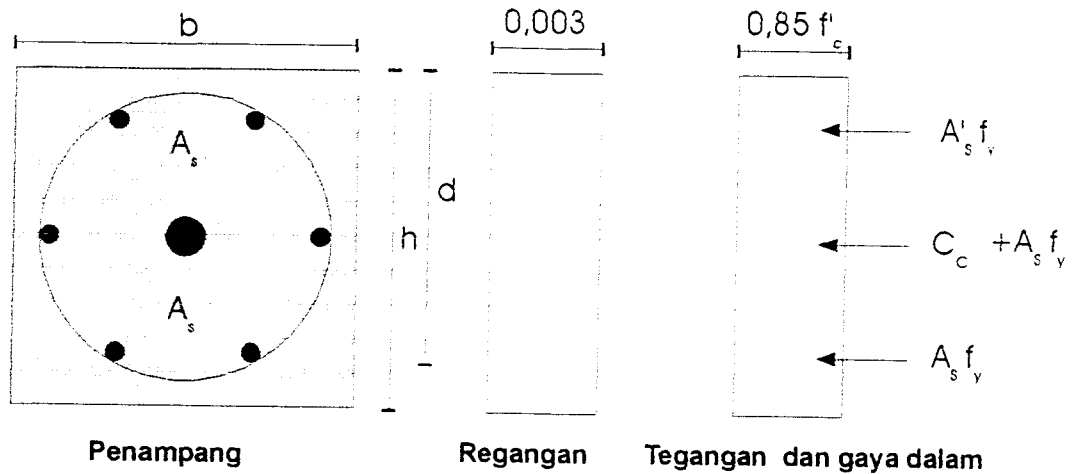 b
0,003
0,85 f'c
As
As
d
h
A's fy
Cc + As fy
As fy
Penampang
Regangan
Tegangan dan gaya dalam